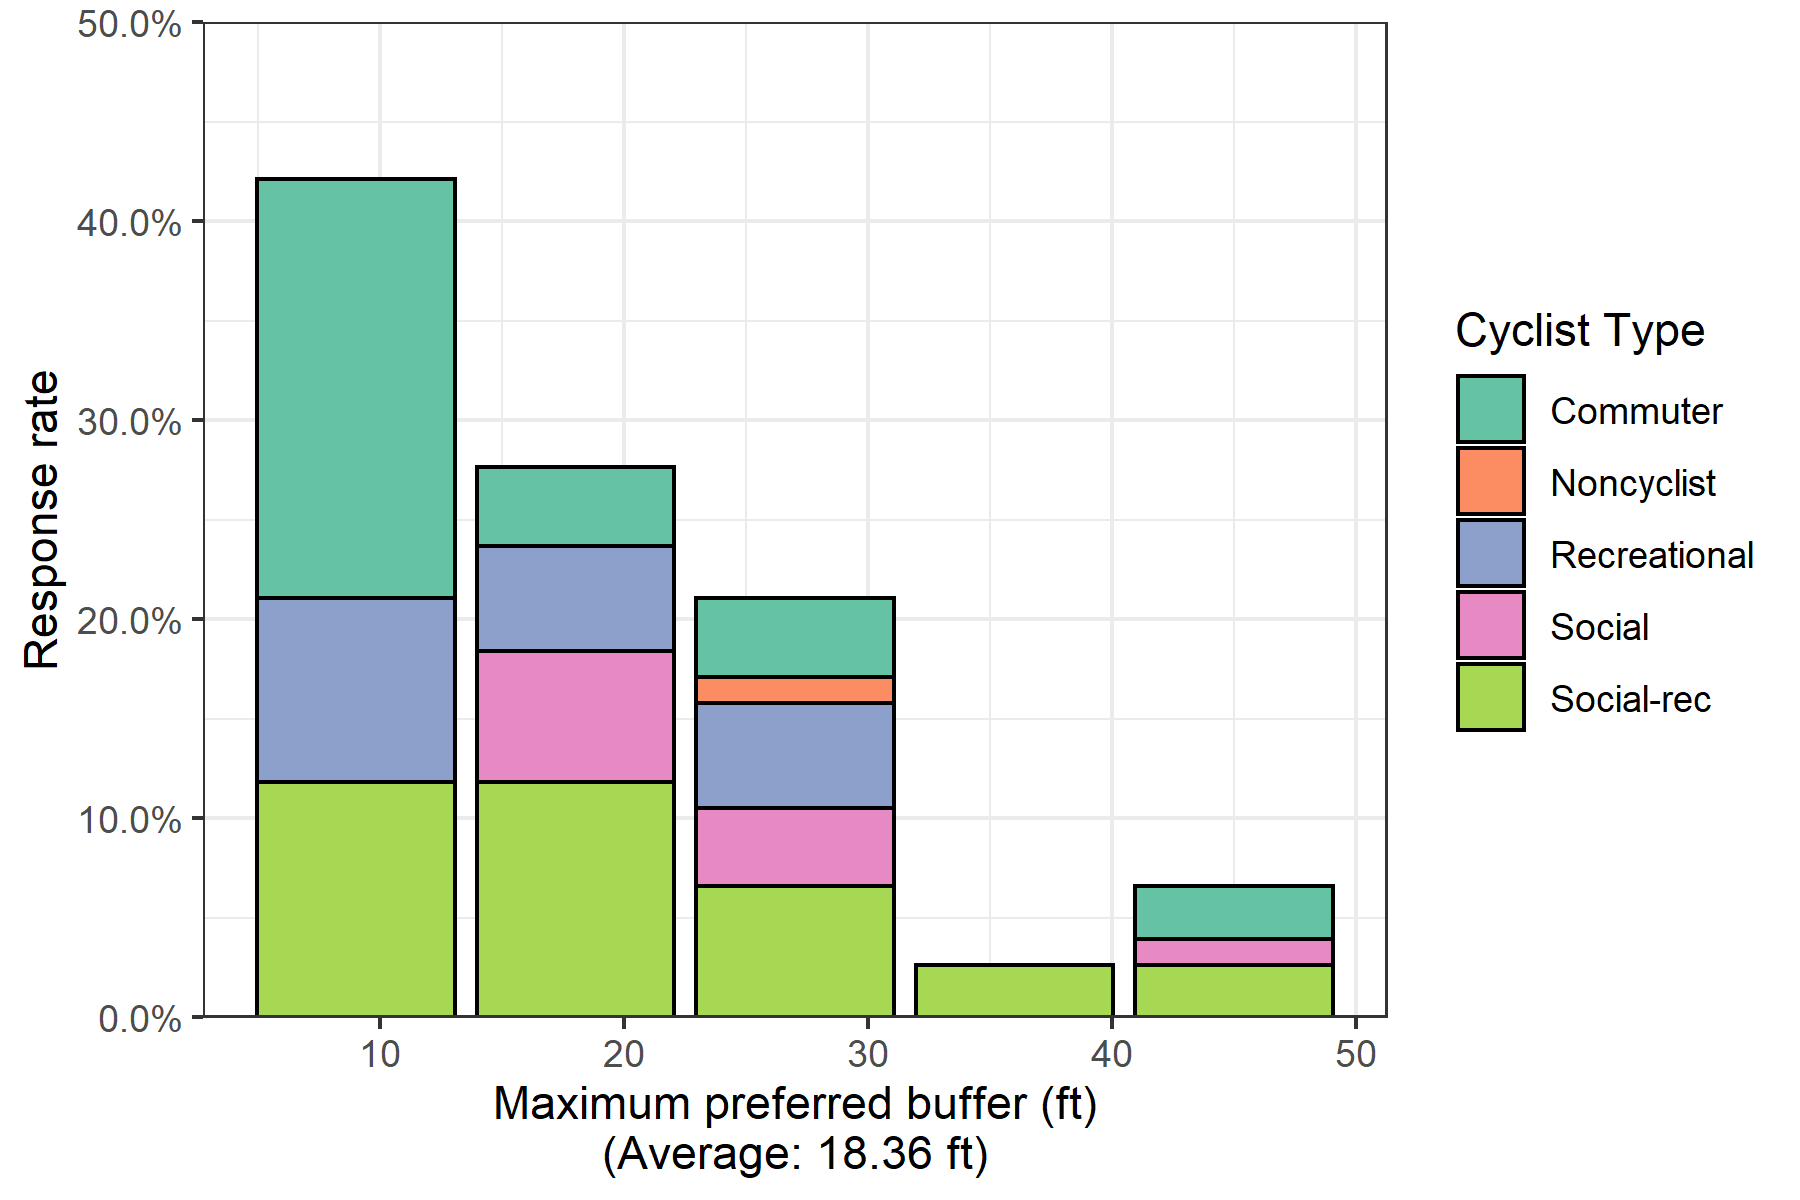 50.0%
40.0%
30.0%
20.0%
10.0%
0.0%
Response rate
10 20 30 40 50
Maximum preferred buffer (ft)
(Average: 18.36 ft)
Cyclist Type
Commuter
Noncyclist
Recreational
Social
Social-rec